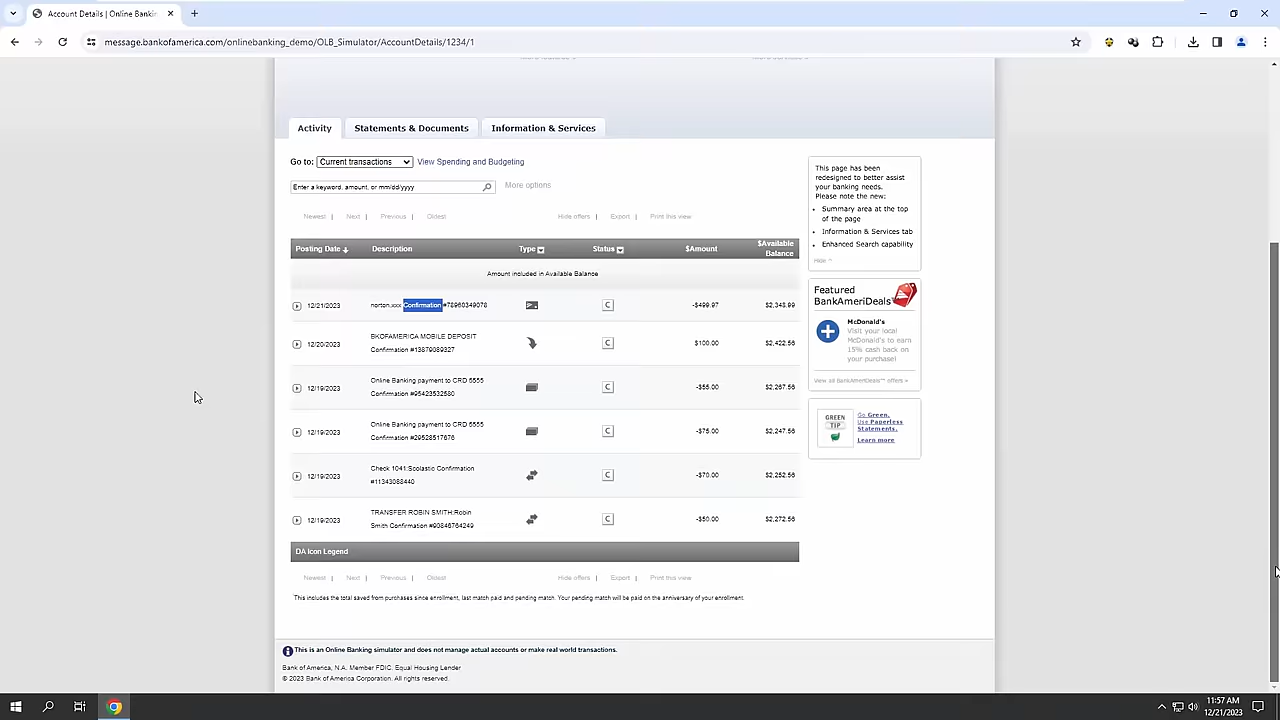 Account Details | Online Bankin
message.bankofamerica.com/onlinebanking_demo/OLB_Simulator/AccountDetails/1234/1
Activity
Statements & Documents
Information & Services
Go to: Current transactions View Spending and Budgeting
Enter a keyword, amount, or mm/dd/yyyy
More options
Newest | Next | Previous | Oldest
Hide offers | Export | Print this view
Posting Date Description Type Status $Amount $Available Balance
Amount included in Available Balance
12/21/2023 norton.xxx Confirmation #78968349078 C -$499.97 $2,343.99
12/20/2023 BKOFAMERICA MOBILE DEPOSIT C $100.00 $2,422.56
12/19/2023 Online Banking payment to CRD 5555 C -$55.00 $2,267.56
Confirmation #95423532580
12/19/2023 Online Banking payment to CRD 5555 C -$75.00 $2,247.56
12/19/2023 Check 1041:Scolastic Confirmation C -$70.00 $2,252.56
#11343088440
12/19/2023 TRANSFER ROBIN SMITH:Robin C -$50.00 $2,272.56
Smith Confirmation #90846764249
DA Icon Legend
Newest | Next | Previous | Oldest
Hide offers | Export | Print this view
This includes the total saved from purchases since enrollment, last match paid and pending match. Your pending match will be paid on the anniversary of your enrollment.
This page has been
redesigned to better assist
your banking needs.
Please note the new:
• Summary area at the top
of the page
• Information & Services tab
• Enhanced Search capability
Hide ^
Featured
BankAmeriDeals
McDonald's
Visit your local
McDonald's to earn
15% cash back on
your purchase!
View all BankAmeriDeals™ offers »
GREEN
TIP
Go Green.
Use Paperless
Statements.
Learn more
This is an Online Banking simulator and does not manage actual accounts or make real world transactions.
Bank of America, N.A. Member FDIC. Equal Housing Lender
© 2023 Bank of America Corporation. All rights reserved.
11:57 AM
12/21/2023